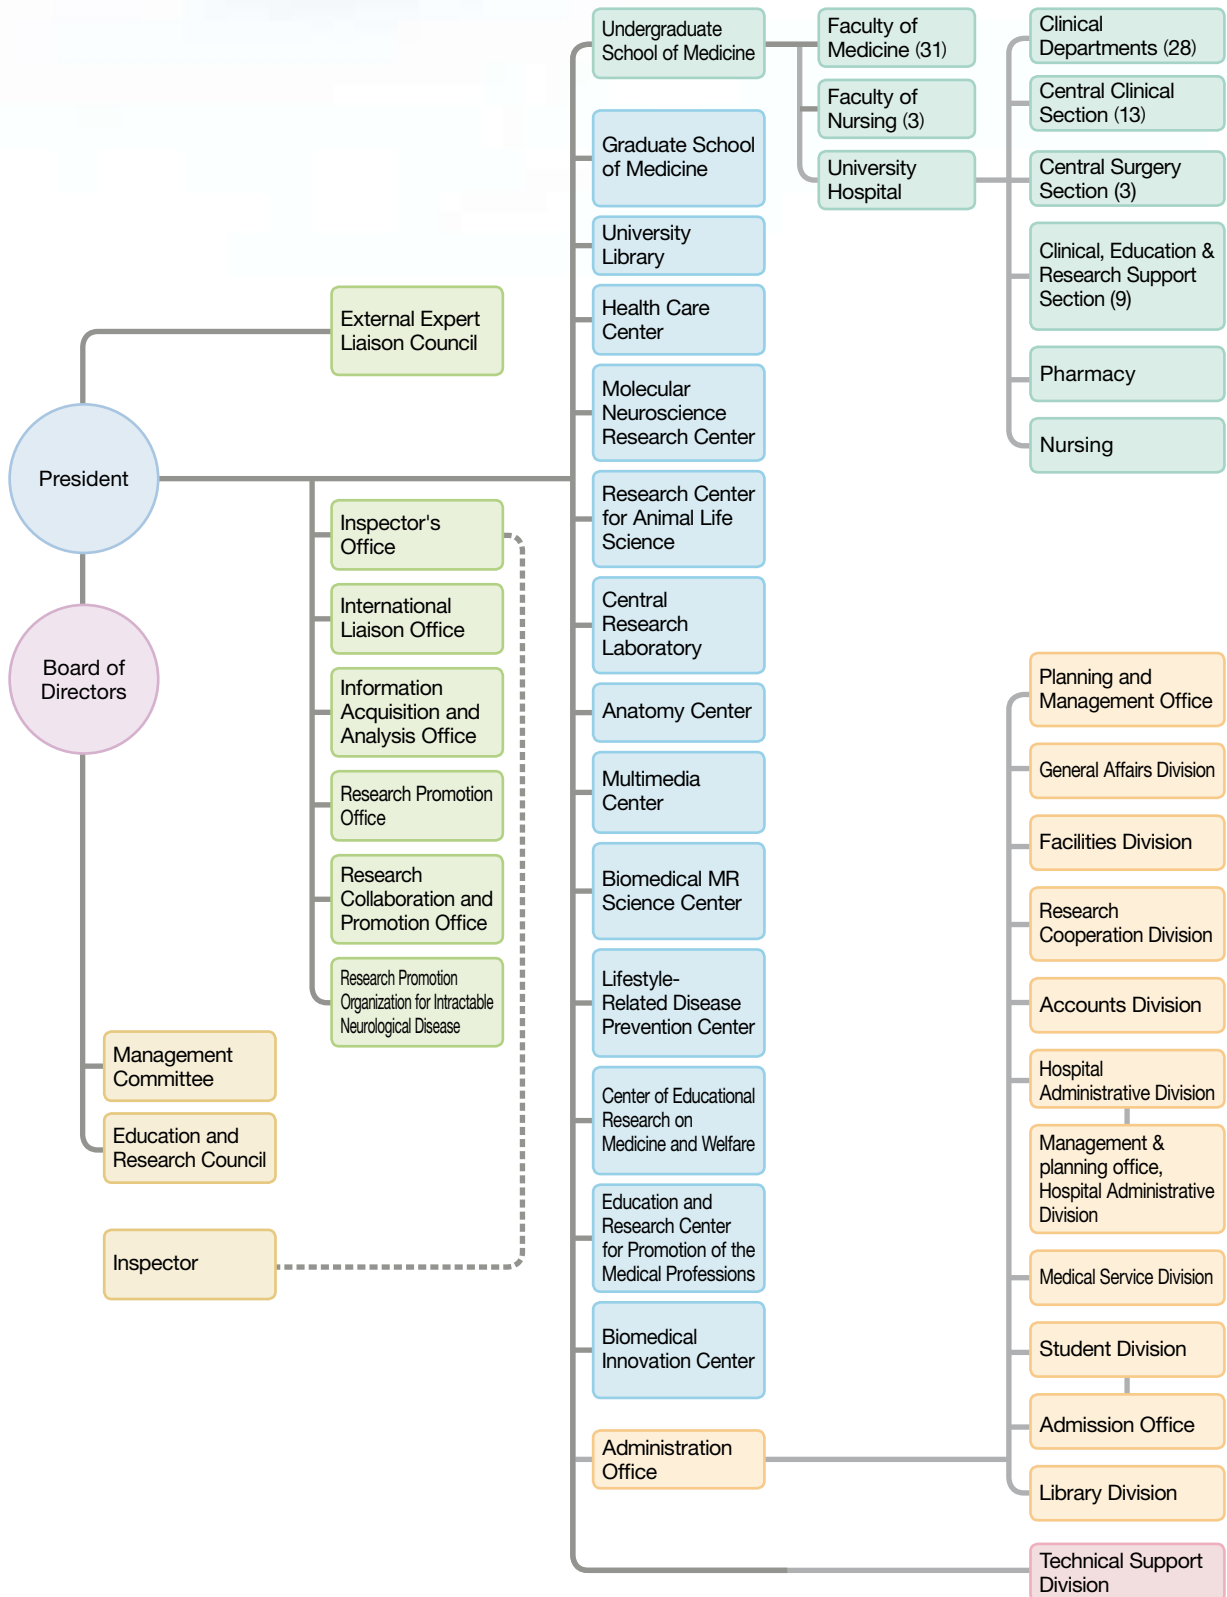 President
Board of
Directors
External Expert
Liaison Council
Inspector's
Office
International
Liaison Office
Information
Acquisition and
Analysis Office
Research Promotion
Office
Research
Collaboration and
Promotion Office
Research Promotion
Organization for Intractable
Neurological Disease
Management
Committee
Education and
Research Council
Inspector
Undergraduate
School of Medicine
Graduate School
of Medicine
University
Library
Health Care
Center
Molecular
Neuroscience
Research Center
Research Center
for Animal Life
Science
Central
Research
Laboratory
Anatomy Center
Multimedia
Center
Biomedical MR
Science Center
Lifestyle-
Related Disease
Prevention Center
Center of Educational
Research on
Medicine and Welfare
Education and
Research Center
for Promotion of the
Medical Professions
Biomedical
Innovation Center
Administration
Office
Faculty of
Medicine (31)
Faculty of
Nursing (3)
University
Hospital
Clinical
Departments (28)
Central Clinical
Section (13)
Central Surgery
Section (3)
Clinical, Education &
Research Support
Section (9)
Pharmacy
Nursing
Planning and
Management Office
General Affairs Division
Facilities Division
Research
Cooperation Division
Accounts Division
Hospital
Administrative Division
Management &
planning office,
Hospital Administrative
Division
Medical Service Division
Student Division
Admission Office
Library Division
Technical Support
Division